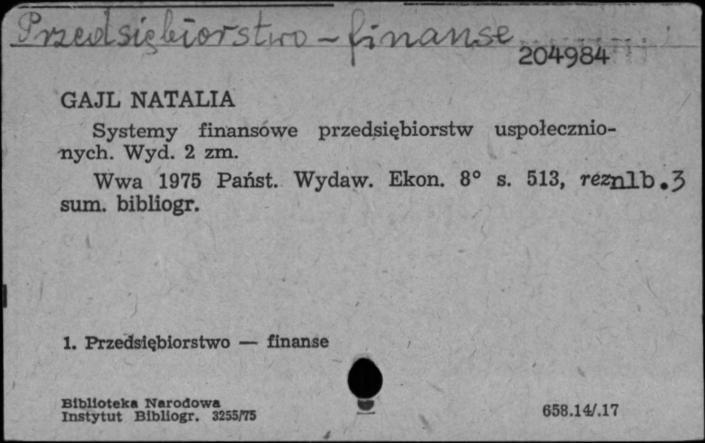 Przedsiębiorstwo - finanse
204984
GAJL NATALIA
Systemy finansowe przedsiębiorstw uspołecznio-
nych. Wyd. 2 zm.
Wwa 1975 Państ. Wydaw. Ekon. 8° s. 513, nlb.3
sum. bibliogr.
1. Przedsiębiorstwo — finanse
Biblioteka Narodowa
Instytut Bibliogr. 3255/75
658.14/.17